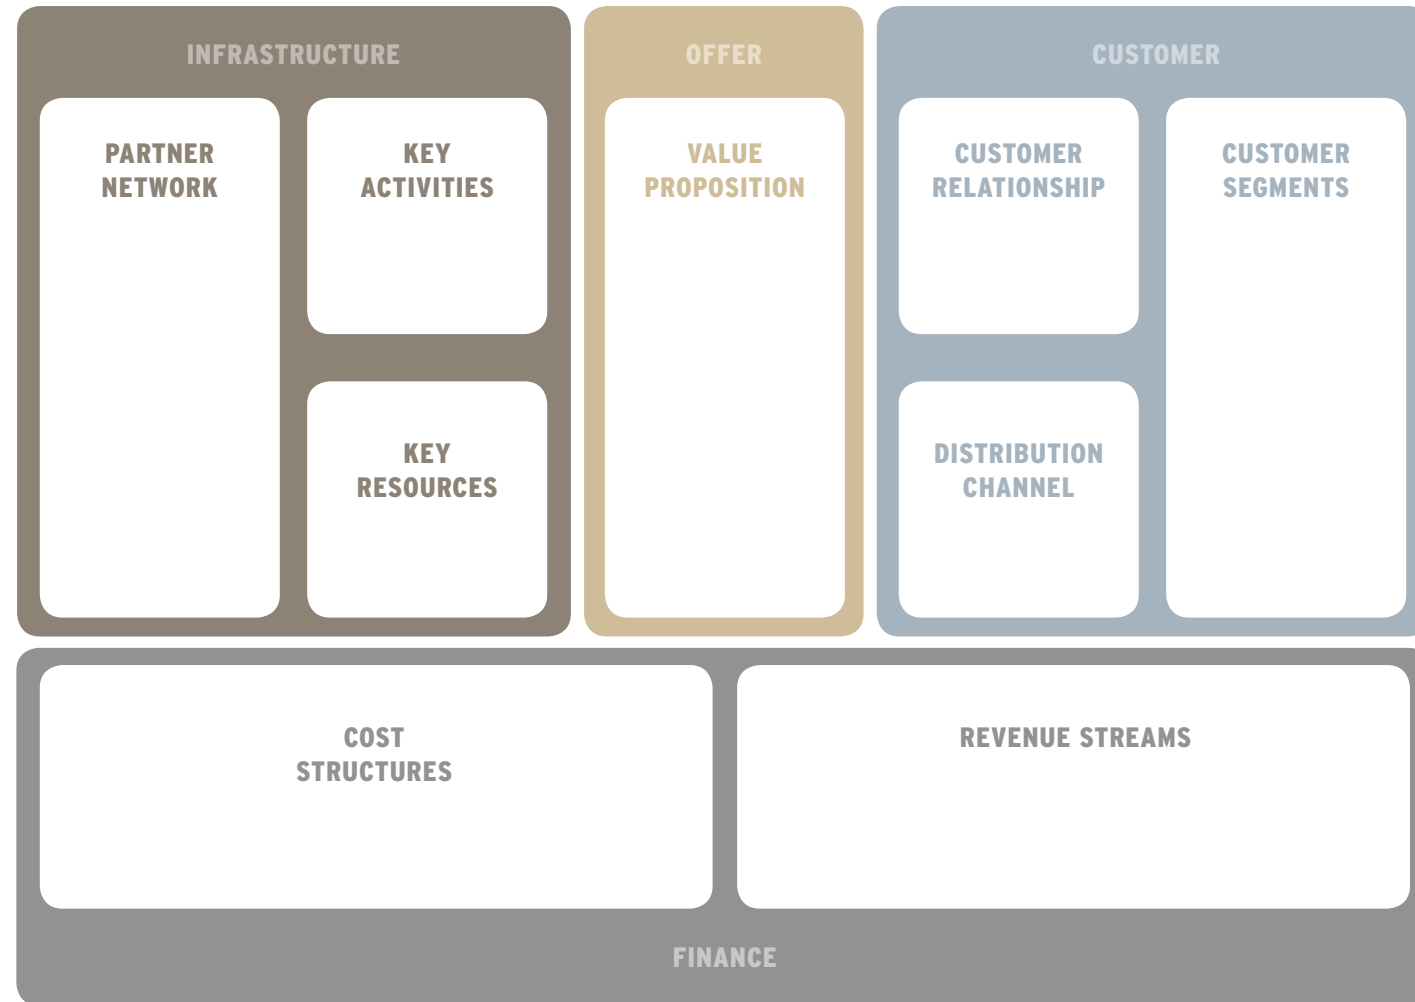 INFRASTRUCTURE
PARTNER
NETWORK
KEY
ACTIVITIES
KEY
RESOURCES
OFFER
VALUE
PROPOSITION
CUSTOMER
CUSTOMER
RELATIONSHIP
DISTRIBUTION
CHANNEL
CUSTOMER
SEGMENTS
COST
STRUCTURES
REVENUE STREAMS
FINANCE